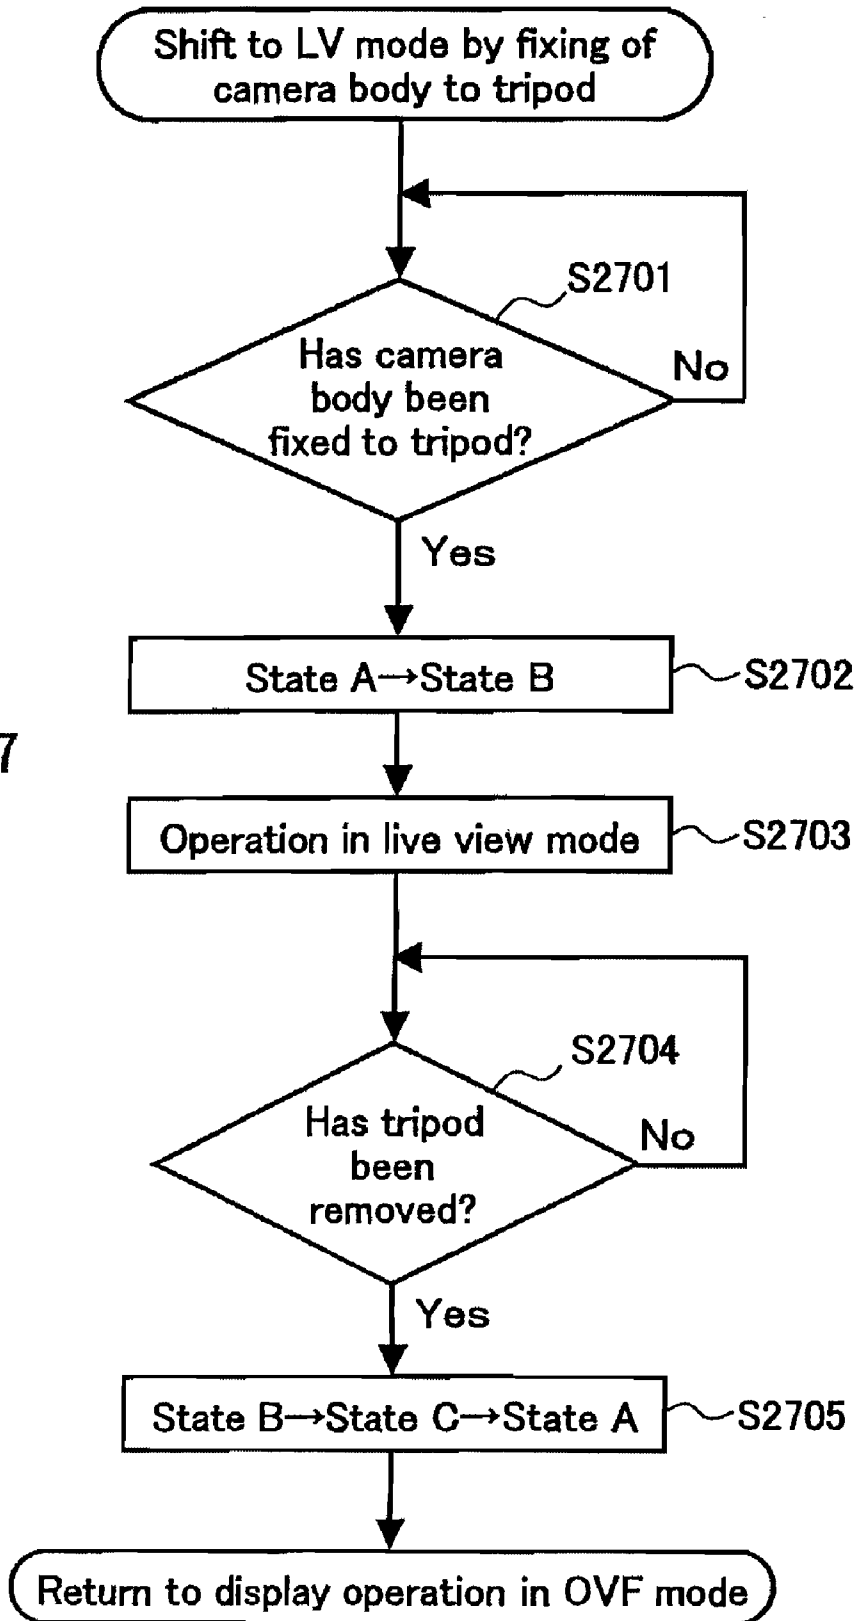 Shift to LV mode by fixing of
camera body to tripod
S2701
Has camera
body been
fixed to tripod?
No
Yes
State A→State B
S2702
7
Operation in live view mode
S2703
S2704
Has tripod
been
removed?
No
Yes
State B→State C→State A
S2705
Return to display operation in OVF mode